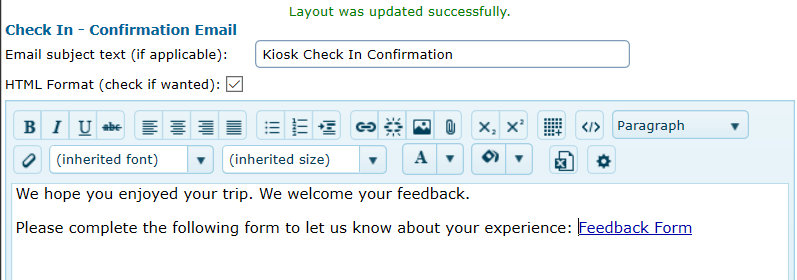 Layout was updated successfully.
Check In - Confirmation Email
Email subject text (if applicable): Kiosk Check In Confirmation
HTML Format (check if wanted):
B I U abc X₂ X² </> Paragraph
(inherited font) (inherited size) A
We hope you enjoyed your trip. We welcome your feedback.
Please complete the following form to let us know about your experience: Feedback Form